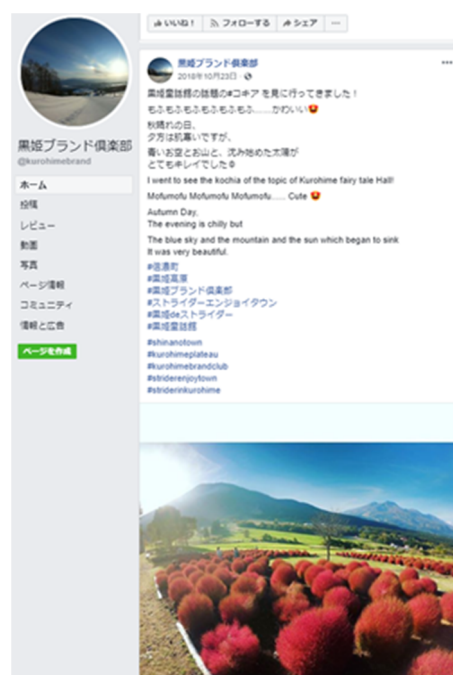 いいね！ フォローする シェア ...
黒姫ブランド倶楽部
@kurohimebrand
ホーム
投稿
レビュー
動画
写真
ページ情報
コミュニティ
情報と広告
ページを作成
黒姫ブランド倶楽部
2018年10月23日
黒姫童話館の話題の#コキア を見に行ってきました！
もふもふもふもふもふもふ......かわいい
秋晴れの日、
夕方は肌寒いですが、
青いお空とお山と、沈み始めた太陽が
とてもキレイでした
I went to see the kochia of the topic of Kurohime fairy tale Hall!
Mofumofu Mofumofu Mofumofu...... Cute
Autumn Day,
The evening is chilly but
The blue sky and the mountain and the sun which began to sink
It was very beautiful.
#信濃町
#黒姫高原
#黒姫ブランド倶楽部
#ストライダーエンジョイタウン
#黒姫deストライダー
#黒姫童話館
#shinanotown
#kurohimeplateau
#kurohimebrandclub
#striderenjoytown
#striderinkurohime